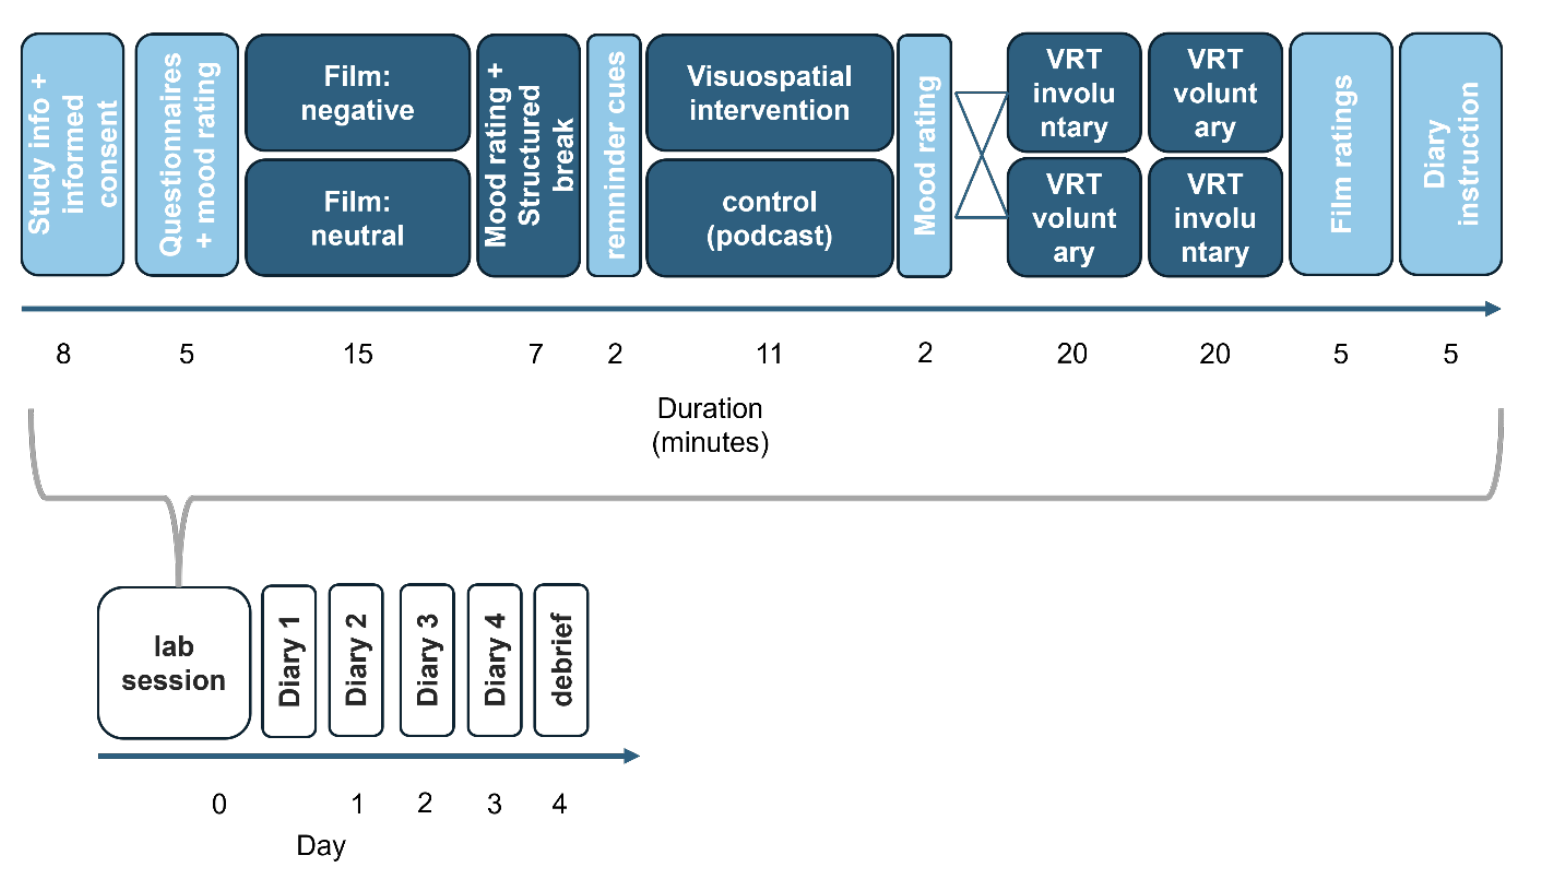 Study info +
informed
consent
Questionnaires
+ mood rating
Film:
negative
Film:
neutral
Mood rating +
Structured
break
remninder cues
Visuospatial
intervention
control
(podcast)
Mood rating
VRT
involu
ntary
VRT
volunt
ary
VRT
volunt
ary
VRT
involu
ntary
Film ratings
Diary
instruction
8 5 15 7 2 11 2 20 20 5 5
Duration
(minutes)
lab
session
Diary 1
Diary 2
Diary 3
Diary 4
debrief
0 1 2 3 4
Day